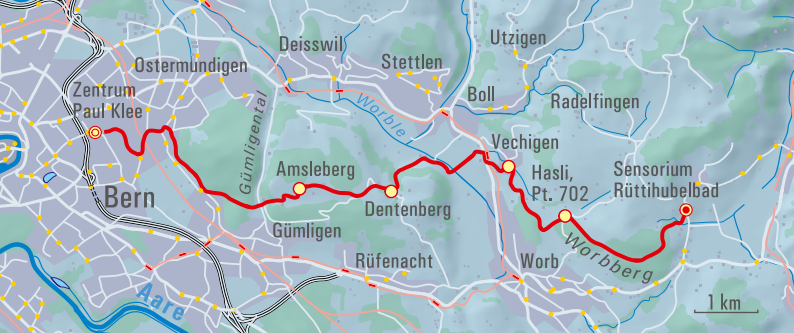 Deisswil
Utzigen
Stettlen
Ostermundigen
Zentrum
Paul Klee
Boll
Radelfingen
Worble
Gümligental
Vechigen
Amsleberg
Hasli,
Pt. 702
Sensorium
Rüttihubelbad
Bern
Dentenberg
Gümligen
Worbberg
Rüfenacht
Worb
Aare
1 km